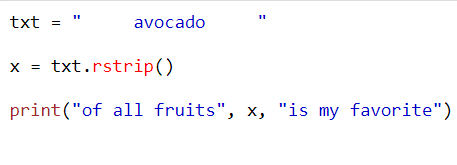 txt = "     avocado     "
x = txt.rstrip()
print("of all fruits", x, "is my favorite")